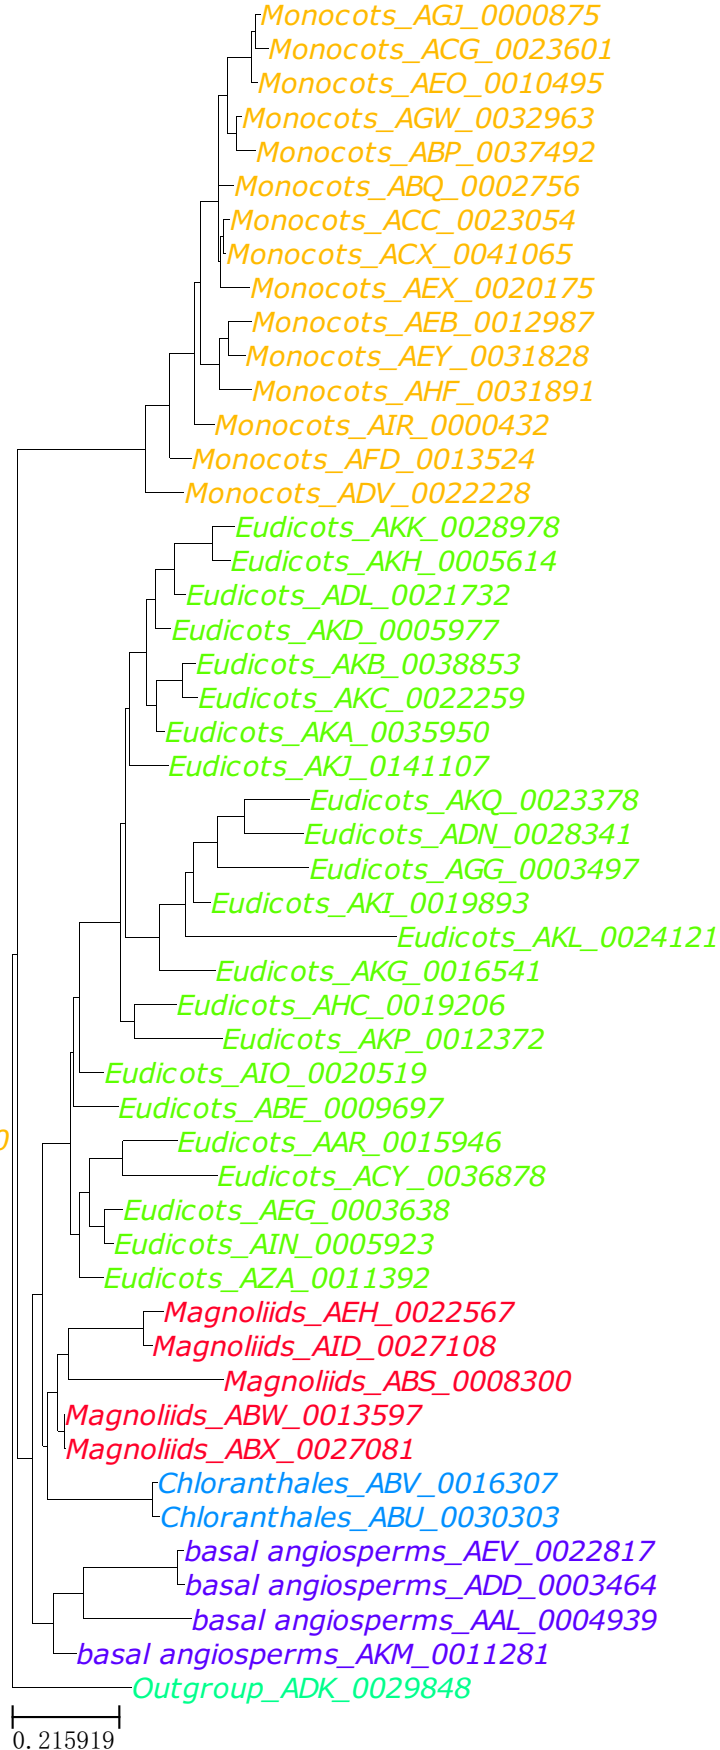 Monocots_AGJ_0000875
Monocots_ACG_0023601
Monocots_AEO_0010495
Monocots_AGW_0032963
Monocots_ABP_0037492
Monocots_ABQ_0002756
Monocots_ACC_0023054
Monocots_ACX_0041065
Monocots_AEX_0020175
Monocots_AEB_0012987
Monocots_AEY_0031828
Monocots_AHF_0031891
Monocots_AIR_0000432
Monocots_AFD_0013524
Monocots_ADV_0022228
Eudicots_AKK_0028978
Eudicots_AKH_0005614
Eudicots_ADL_0021732
Eudicots_AKD_0005977
Eudicots_AKB_0038853
Eudicots_AKC_0022259
Eudicots_AKA_0035950
Eudicots_AKJ_0141107
Eudicots_AKQ_0023378
Eudicots_ADN_0028341
Eudicots_AGG_0003497
Eudicots_AKI_0019893
Eudicots_AKL_0024121
Eudicots_AKG_0016541
Eudicots_AHC_0019206
Eudicots_AKP_0012372
Eudicots_AIO_0020519
Eudicots_ABE_0009697
0
Eudicots_AAR_0015946
Eudicots_ACY_0036878
Eudicots_AEG_0003638
Eudicots_AIN_0005923
Eudicots_AZA_0011392
Magnoliids_AEH_0022567
Magnoliids_AID_0027108
Magnoliids_ABS_0008300
Magnoliids_ABW_0013597
Magnoliids_ABX_0027081
Chloranthales_ABV_0016307
Chloranthales_ABU_0030303
basal angiosperms_AEV_0022817
basal angiosperms_ADD_0003464
basal angiosperms_AAL_0004939
basal angiosperms_AKM_0011281
Outgroup_ADK_0029848
0.215919